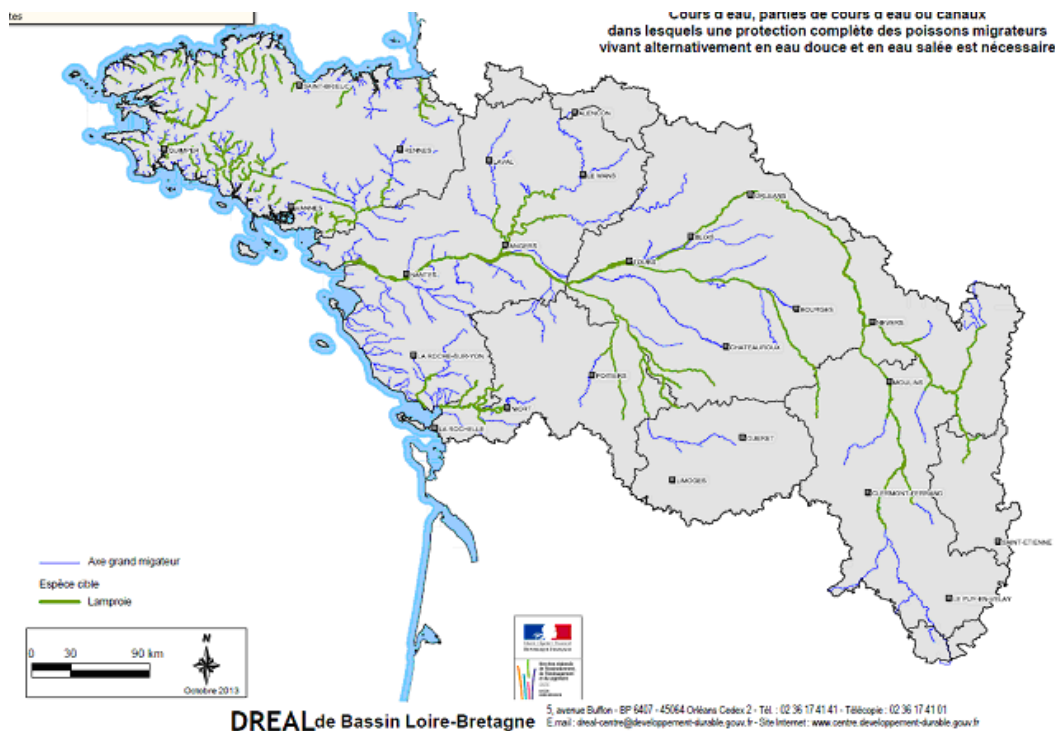 tes
Cours d'eau, parties de cours d'eau ou canaux
dans lesquels une protection complète des poissons migrateurs
vivant alternativement en eau douce et en eau salée est nécessaire
SAINT-BRIEUC
ALENCON
QUIMPER
RENNES
LAVAL
LE MANS
VANNES
ORLEANS
BLOIS
ANGERS
TOURS
NANTES
BOURGES
NEVERS
CHATEAUROUX
LA ROCHE-SUR-YON
POITIERS
MOULINS
NIORT
LA ROCHELLE
GUERET
LIMOGES
CLERMONT-FERRAND
SAINT-ETIENNE
LE PUY-EN-VELAY
Axe grand migateur
Espèce cible
Lamproie
N
0 30 90 km
Octobre 2013
DREAL de Bassin Loire-Bretagne
5, avenue Buffon - BP 6407 - 45064 Orléans Cedex 2 - Tél. : 02 36 17 41 41 - Télécopie : 02 36 17 41 01
E.mail : dreal-centre@developpement-durable.gouv.fr - Site Internet : www.centre.developpement-durable.gouv.fr